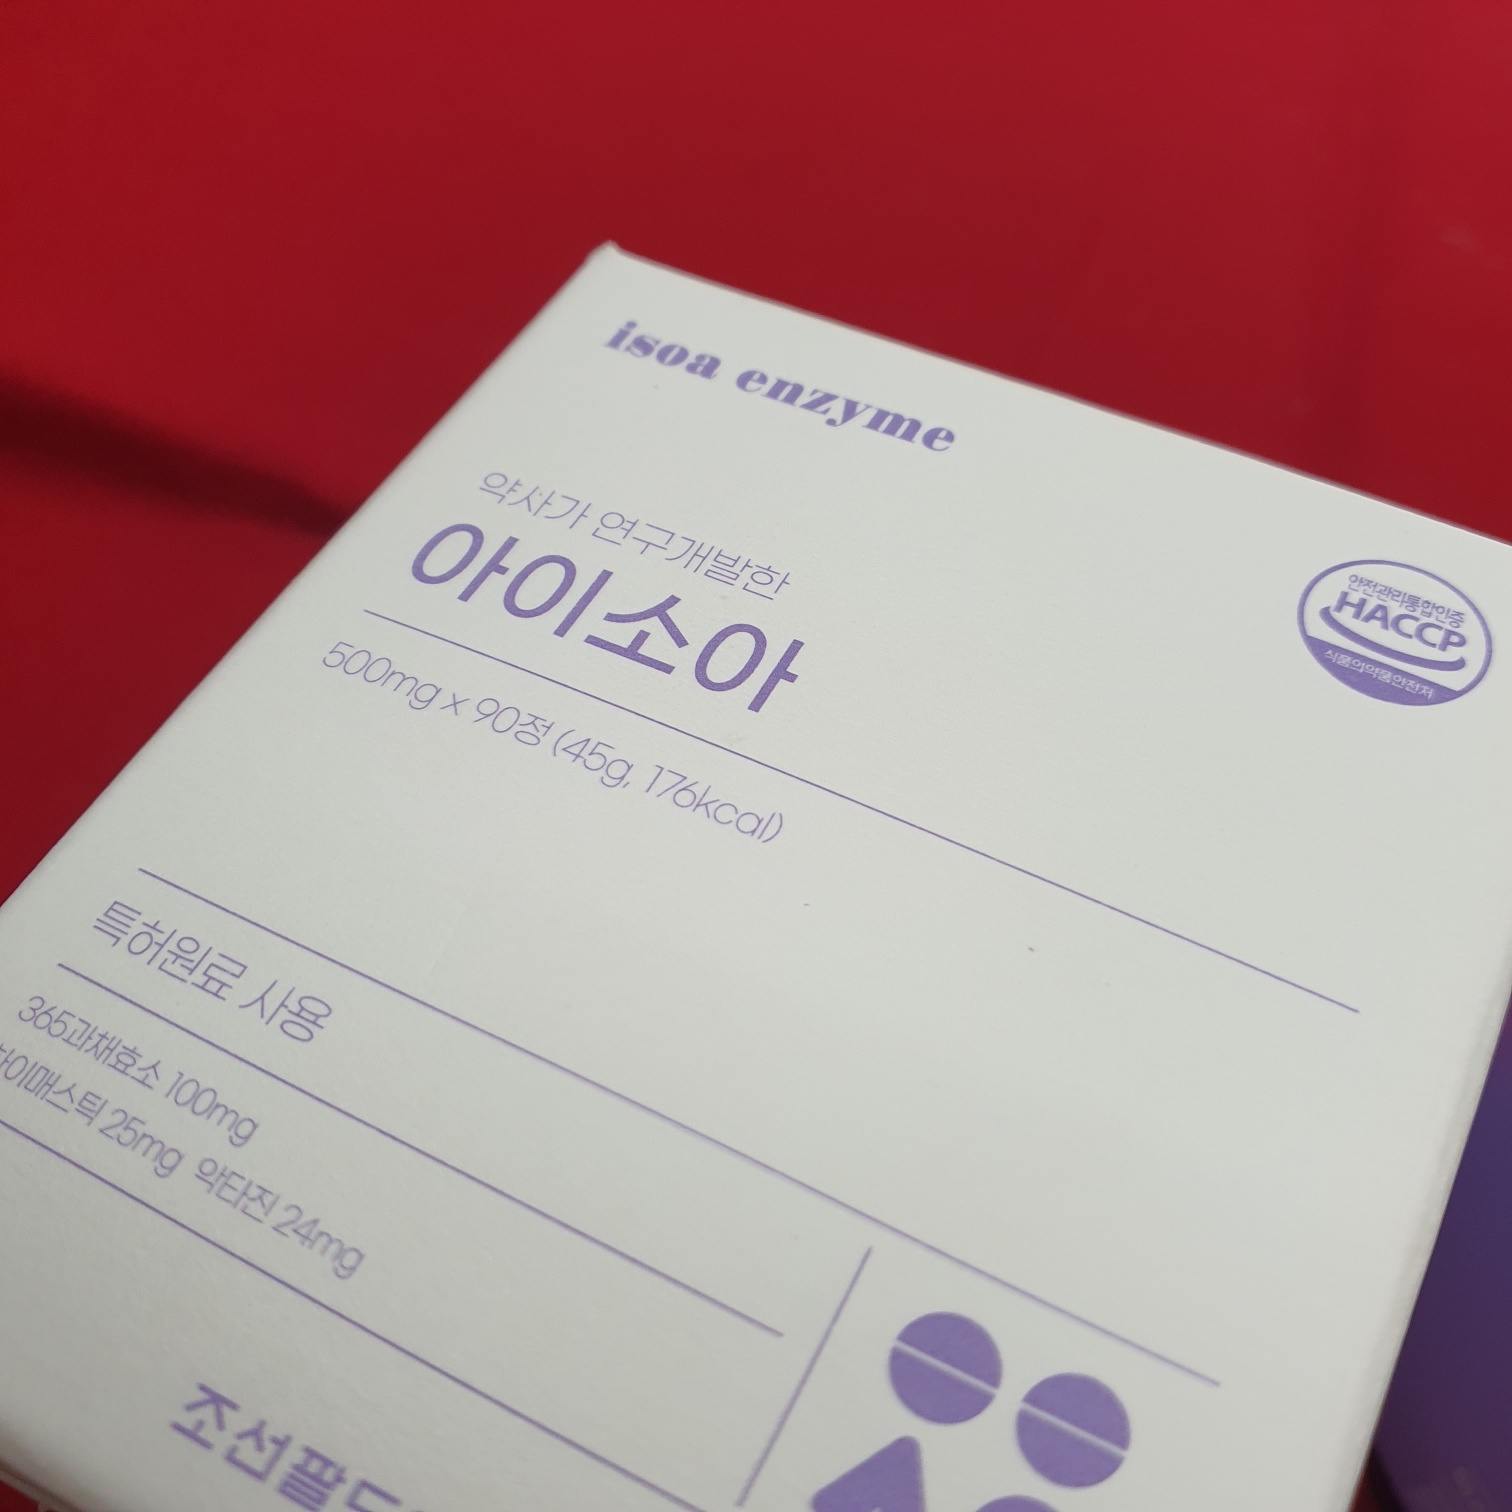 isoa enzyme
약사가 연구개발한
아이소아
500mg x 90정 (45g, 176kcal)
안전관리통합인증
HACCP
식품의약품안전처
특허원료 사용
365과채효소 100mg
하이매스틱 25mg 악타진 24mg
조선팔도